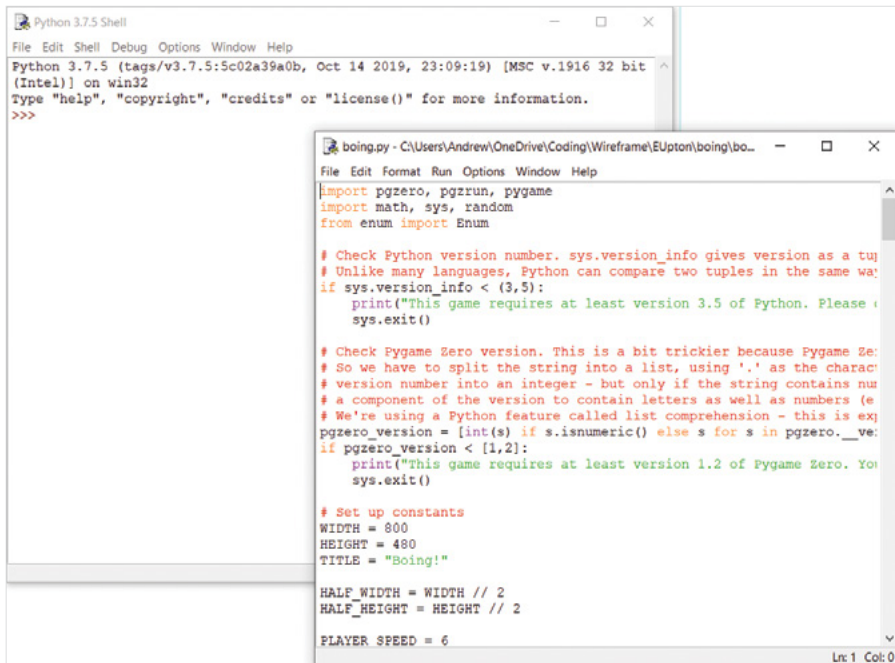 Python 3.7.5 Shell
File Edit Shell Debug Options Window Help
Python 3.7.5 (tags/v3.7.5:5c02a39a0b, Oct 14 2019, 23:09:19) [MSC v.1916 32 bit
(Intel)] on win32
Type "help", "copyright", "credits" or "license()" for more information.
>>>
boing.py - C:\Users\Andrew\OneDrive\Coding\Wireframe\EUpton\boing\bo...
File Edit Format Run Options Window Help
import pgzero, pgzrun, pygame
import math, sys, random
from enum import Enum
# Check Python version number. sys.version_info gives version as a tup
# Unlike many languages, Python can compare two tuples in the same way
if sys.version_info < (3,5):
print("This game requires at least version 3.5 of Python. Please
sys.exit()
# Check Pygame Zero version. This is a bit trickier because Pygame Ze
# So we have to split the string into a list, using '.' as the charac
# version number into an integer - but only if the string contains num
# a component of the version to contain letters as well as numbers (e
# We're using a Python feature called list comprehension - this is exp
pgzero_version = [int(s) if s.isnumeric() else s for s in pgzero.__ve
if pgzero_version < [1,2]:
print("This game requires at least version 1.2 of Pygame Zero. You
sys.exit()
# Set up constants
WIDTH = 800
HEIGHT = 480
TITLE = "Boing!"
HALF_WIDTH = WIDTH // 2
HALF_HEIGHT = HEIGHT // 2
PLAYER_SPEED = 6
Ln: 1 Col: 0